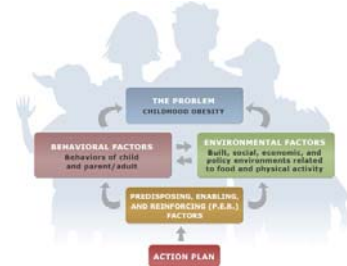 THE PROBLEM
CHILDHOOD OBESITY
BEHAVIORAL FACTORS
Behaviors of child
and parent/adult
ENVIRONMENTAL FACTORS
Built, social, economic, and
policy environments related
to food and physical activity
PREDISPOSING, ENABLING,
AND REINFORCING (P.E.R.)
FACTORS
ACTION PLAN